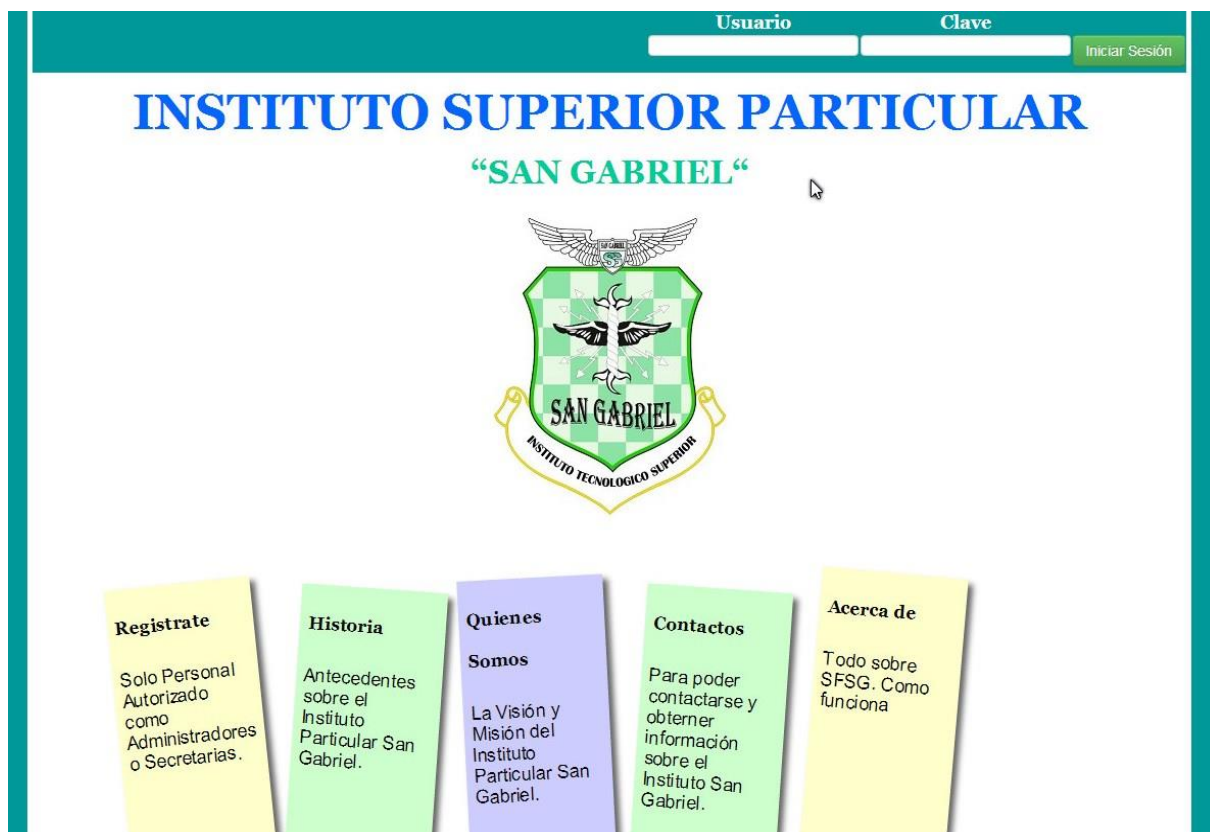 Usuario Clave
Iniciar Sesión
INSTITUTO SUPERIOR PARTICULAR
“SAN GABRIEL“
SAN GABRIEL
SG
SAN GABRIEL
INSTITUTO TECNOLOGICO SUPERIOR
Registrate
Solo Personal
Autorizado
como
Administradores
o Secretarias.
Historia
Antecedentes
sobre el
Instituto
Particular San
Gabriel.
Quienes
Somos
La Visión y
Misión del
Instituto
Particular San
Gabriel.
Contactos
Para poder
contactarse y
obterner
información
sobre el
Instituto San
Gabriel.
Acerca de
Todo sobre
SFSG. Como
funciona